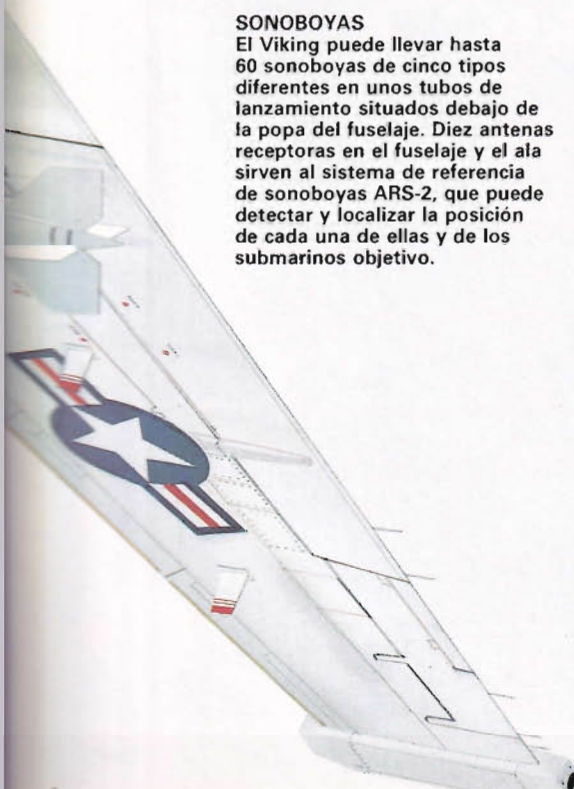 SONOBOYAS
El Viking puede llevar hasta
60 sonoboyas de cinco tipos
diferentes en unos tubos de
lanzamiento situados debajo de
la popa del fuselaje. Diez antenas
receptoras en el fuselaje y el ala
sirven al sistema de referencia
de sonoboyas ARS-2, que puede
detectar y localizar la posición
de cada una de ellas y de los
submarinos objetivo.